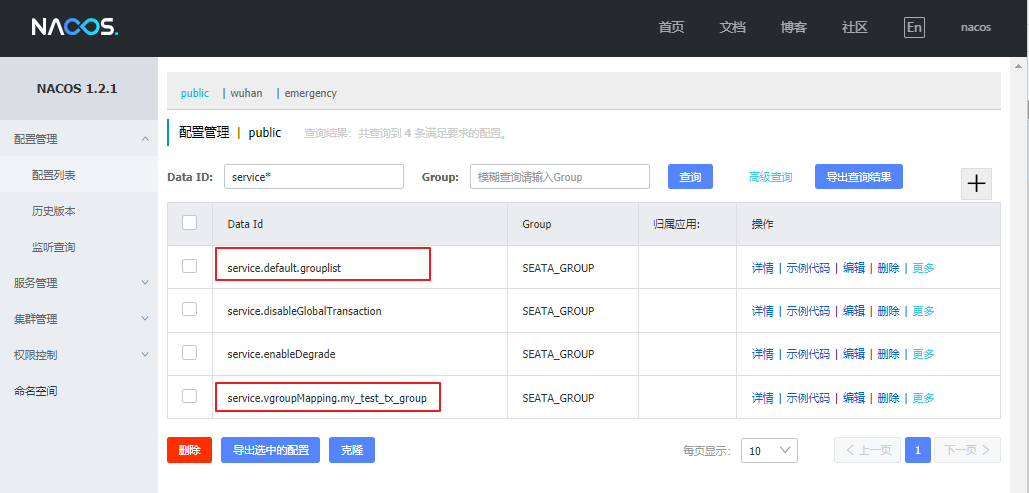 NACOS.
首页 文档 博客 社区 En nacos
NACOS 1.2.1
配置管理
配置列表
历史版本
监听查询
服务管理
集群管理
权限控制
命名空间
public | wuhan | emergency
配置管理 | public 查询结果：共查询到 4 条满足要求的配置。
Data ID: service* Group: 模糊查询请输入Group 查询 高级查询 导出查询结果 +
Data Id Group 归属应用: 操作
service.default.grouplist SEATA_GROUP 详情 | 示例代码 | 编辑 | 删除 | 更多
service.disableGlobalTransaction SEATA_GROUP 详情 | 示例代码 | 编辑 | 删除 | 更多
service.enableDegrade SEATA_GROUP 详情 | 示例代码 | 编辑 | 删除 | 更多
service.vgroupMapping.my_test_tx_group SEATA_GROUP 详情 | 示例代码 | 编辑 | 删除 | 更多
删除 导出选中的配置 克隆 每页显示: 10 < 上一页 1 下一页 >